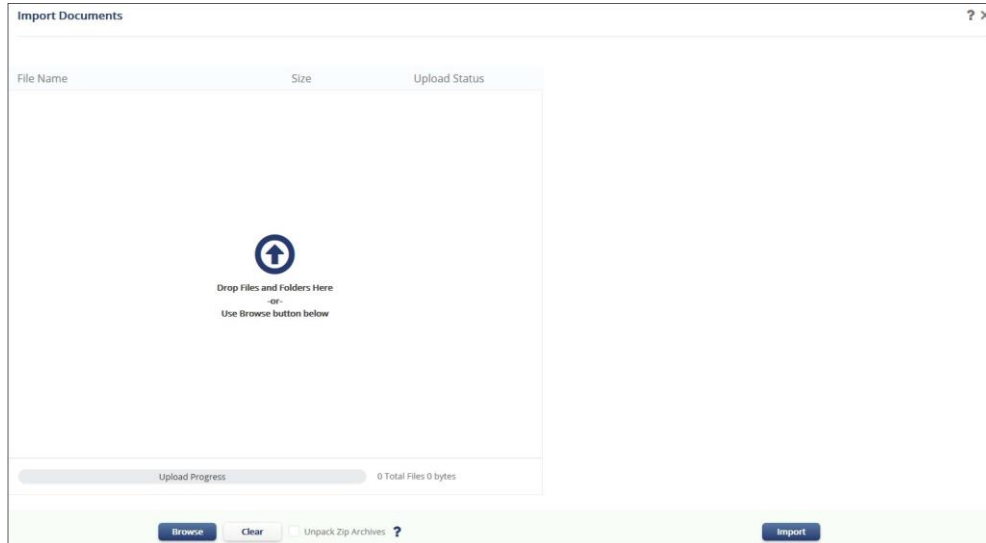 Import Documents ? X
File Name Size Upload Status
Drop Files and Folders Here
-or-
Use Browse button below
Upload Progress 0 Total Files 0 bytes
Browse Clear Unpack Zip Archives ? Import